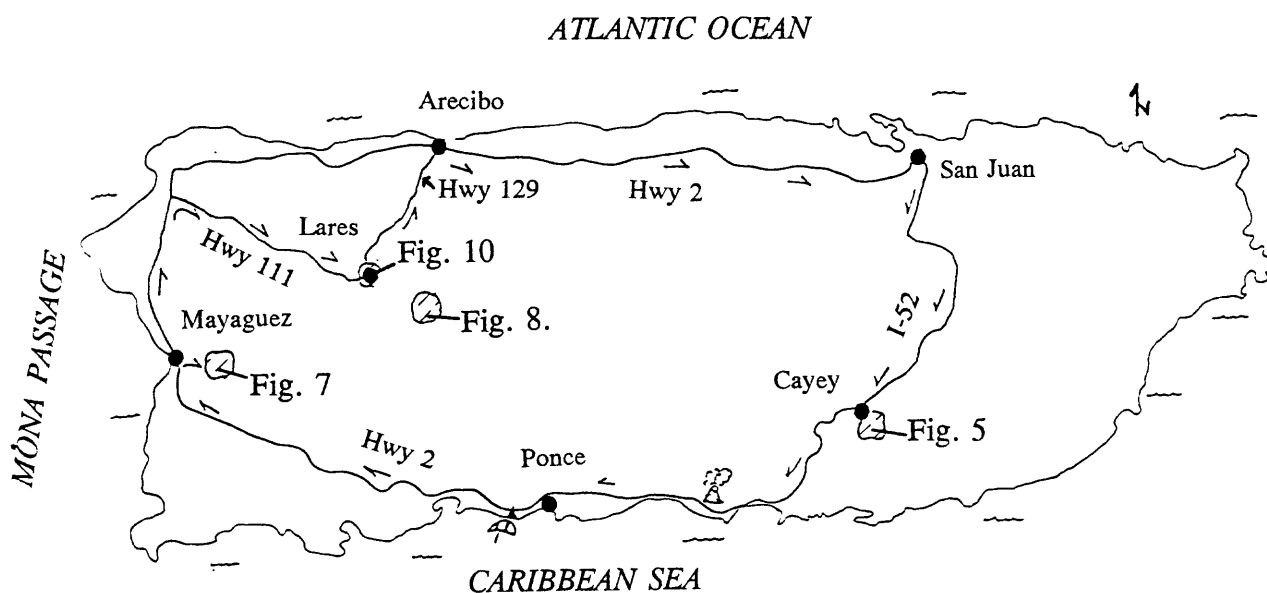 ATLANTIC OCEAN
Arecibo
N
San Juan
Hwy 129
Hwy 2
Lares
Hwy 111
Fig. 10
MONA PASSAGE
Mayaguez
Fig. 8.
I-52
Fig. 7
Cayey
Fig. 5
Hwy 2
Ponce
CARIBBEAN SEA